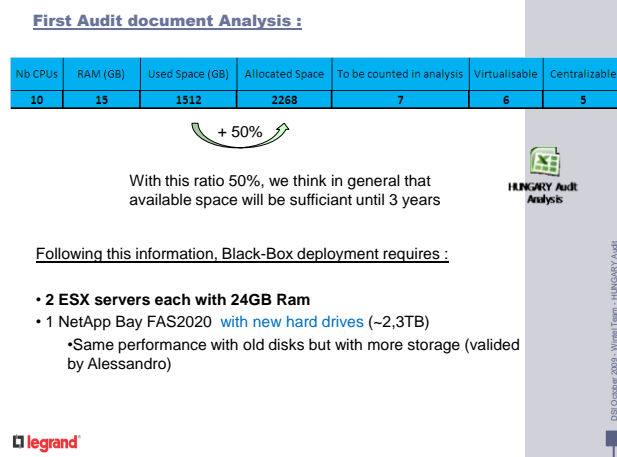 First Audit document Analysis :
Nb CPUs RAM (GB) Used Space (GB) Allocated Space To be counted in analysis Virtualisable Centralizable
10 15 1512 2268 7 6 5
+ 50%
With this ratio 50%, we think in general that
available space will be sufficiant until 3 years
HUNGARY Audit
Analysis
Following this information, Black-Box deployment requires :
• 2 ESX servers each with 24GB Ram
• 1 NetApp Bay FAS2020 with new hard drives (~2,3TB)
•Same performance with old disks but with more storage (valided
by Alessandro)
DSI October 2009 - Wintel Team - HUNGARY Audit
legrand